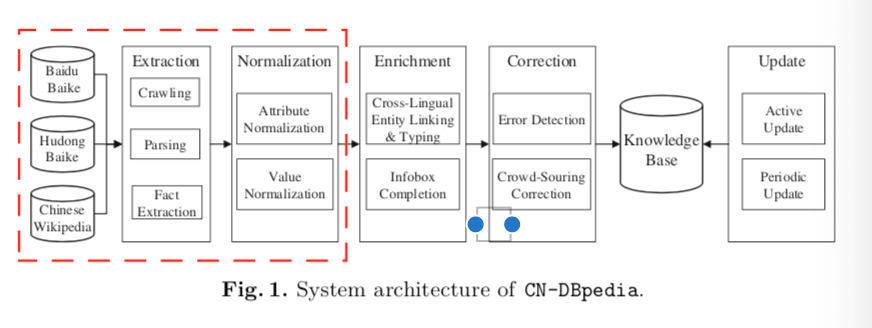 Baidu
Baike
Hudong
Baike
Chinese
Wikipedia
Extraction
Crawling
Parsing
Fact
Extraction
Normalization
Attribute
Normalization
Value
Normalization
Enrichment
Cross-Lingual
Entity Linking
& Typing
Infobox
Completion
Correction
Error Detection
Crowd-Souring
Correction
Knowledge
Base
Update
Active
Update
Periodic
Update
Fig. 1. System architecture of CN-DBpedia.